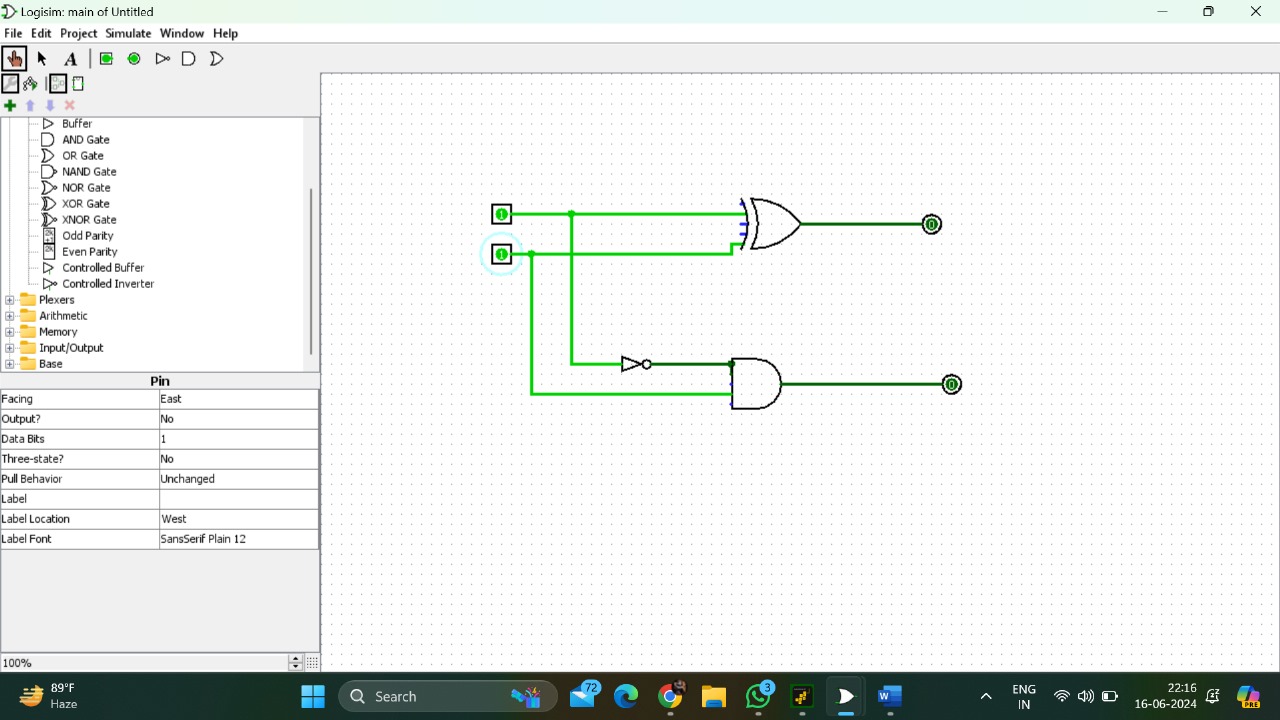 Logisim: main of Untitled
File Edit Project Simulate Window Help
A
Buffer
AND Gate
OR Gate
NAND Gate
NOR Gate
XOR Gate
XNOR Gate
Odd Parity
Even Parity
Controlled Buffer
Controlled Inverter
Plexers
Arithmetic
Memory
Input/Output
Base
Pin
Facing East
Output? No
Data Bits 1
Three-state? No
Pull Behavior Unchanged
Label
Label Location West
Label Font SansSerif Plain 12
100%
1
1
0
0
89°F
Haze
Search
72
3
W
ENG
IN
22:16
16-06-2024
PRE